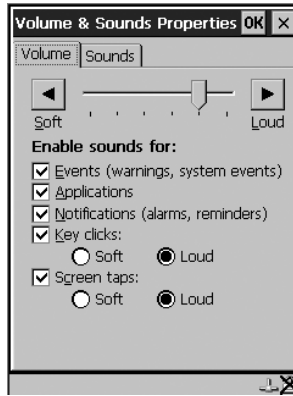 Volume & Sounds Properties OK ×
Volume Sounds
Soft Loud
Enable sounds for:
Events (warnings, system events)
Applications
Notifications (alarms, reminders)
Key clicks:
Soft Loud
Screen taps:
Soft Loud